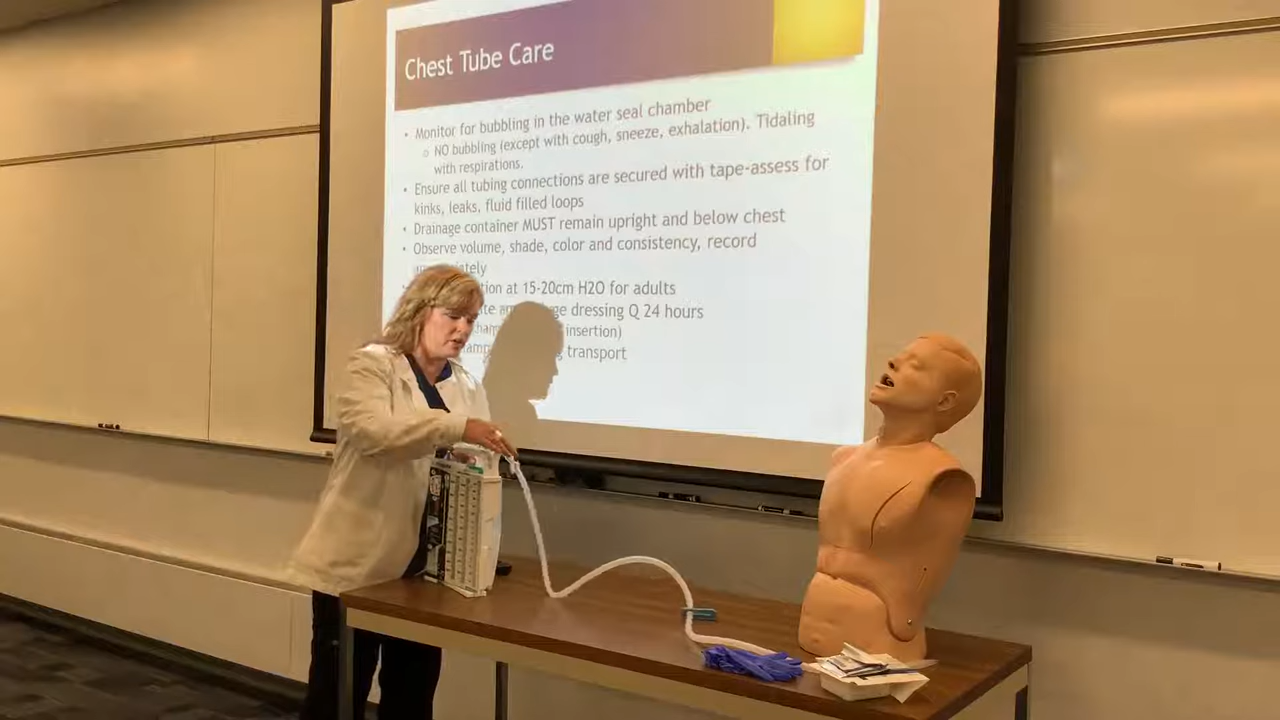 Chest Tube Care
• Monitor for bubbling in the water seal chamber
○ NO bubbling (except with cough, sneeze, exhalation). Tidaling
with respirations.
• Ensure all tubing connections are secured with tape-assess for
kinks, leaks, fluid filled loops
• Drainage container MUST remain upright and below chest
• Observe volume, shade, color and consistency, record
tion at 15-20cm H2O for adults
dressing Q 24 hours
insertion)
transport